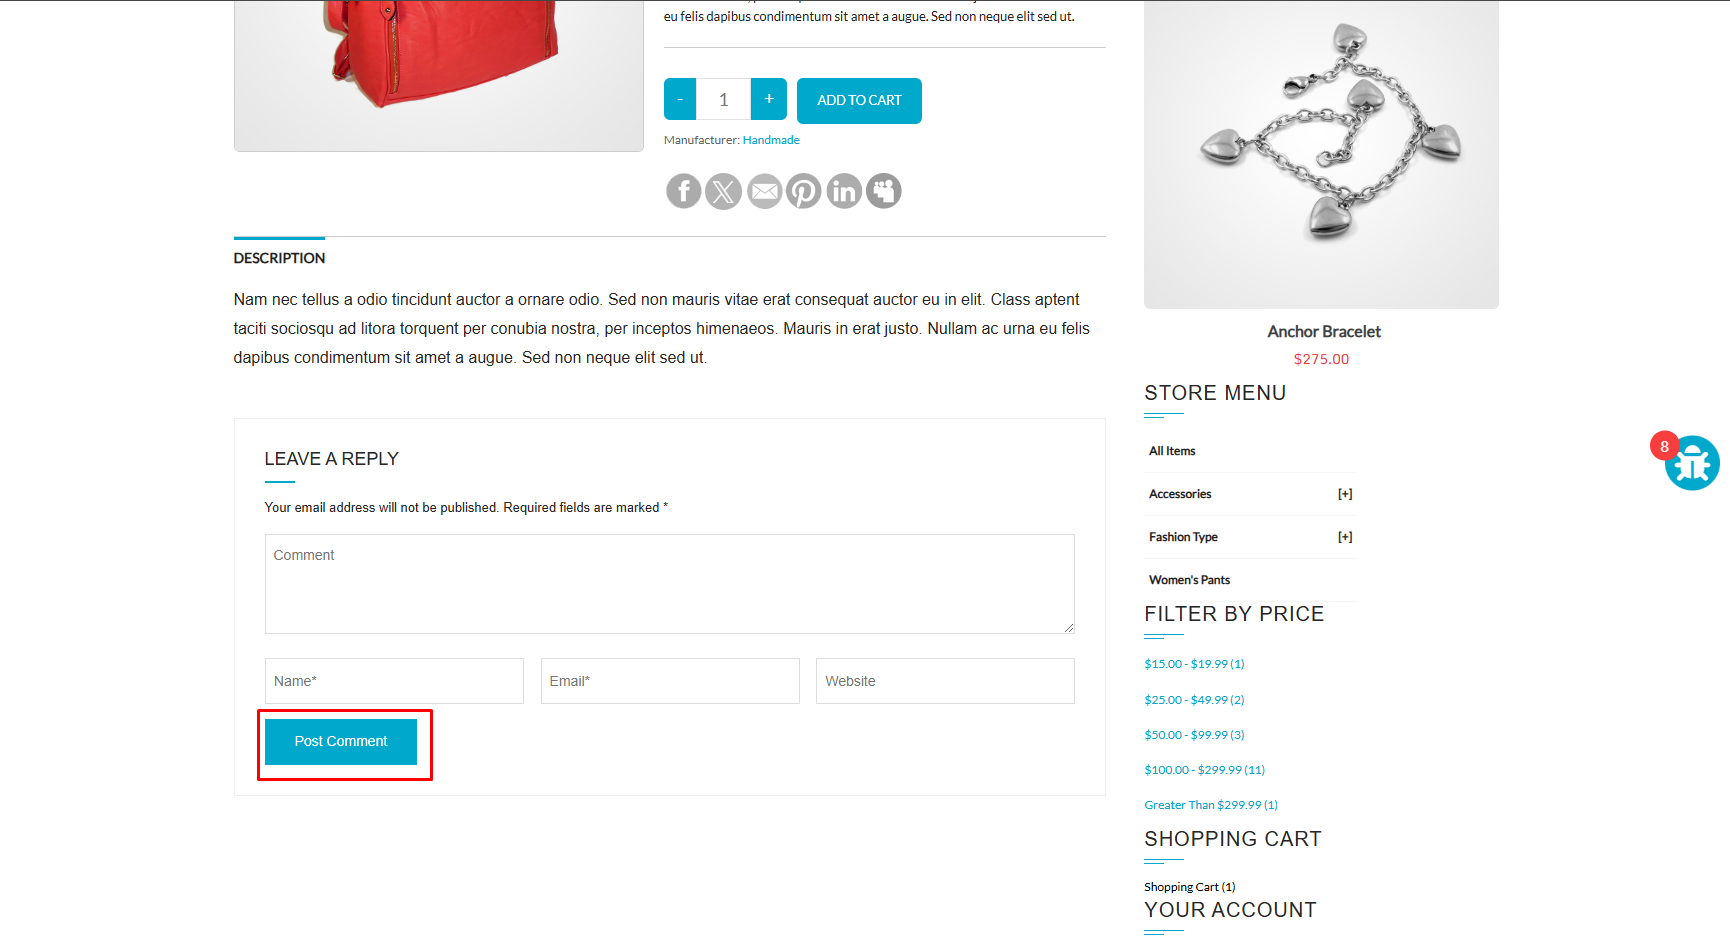 eu felis dapibus condimentum sit amet a augue. Sed non neque elit sed ut.
- 1 + ADD TO CART
Manufacturer: Handmade
DESCRIPTION
Nam nec tellus a odio tincidunt auctor a ornare odio. Sed non mauris vitae erat consequat auctor eu in elit. Class aptent
taciti sociosqu ad litora torquent per conubia nostra, per inceptos himenaeos. Mauris in erat justo. Nullam ac urna eu felis
dapibus condimentum sit amet a augue. Sed non neque elit sed ut.
LEAVE A REPLY
Your email address will not be published. Required fields are marked *
Comment
Name*
Email*
Website
Post Comment
Anchor Bracelet
$275.00
STORE MENU
All Items
Accessories [+]
Fashion Type [+]
Women's Pants
FILTER BY PRICE
$15.00 - $19.99 (1)
$25.00 - $49.99 (2)
$50.00 - $99.99 (3)
$100.00 - $299.99 (11)
Greater Than $299.99 (1)
SHOPPING CART
Shopping Cart (1)
YOUR ACCOUNT
8